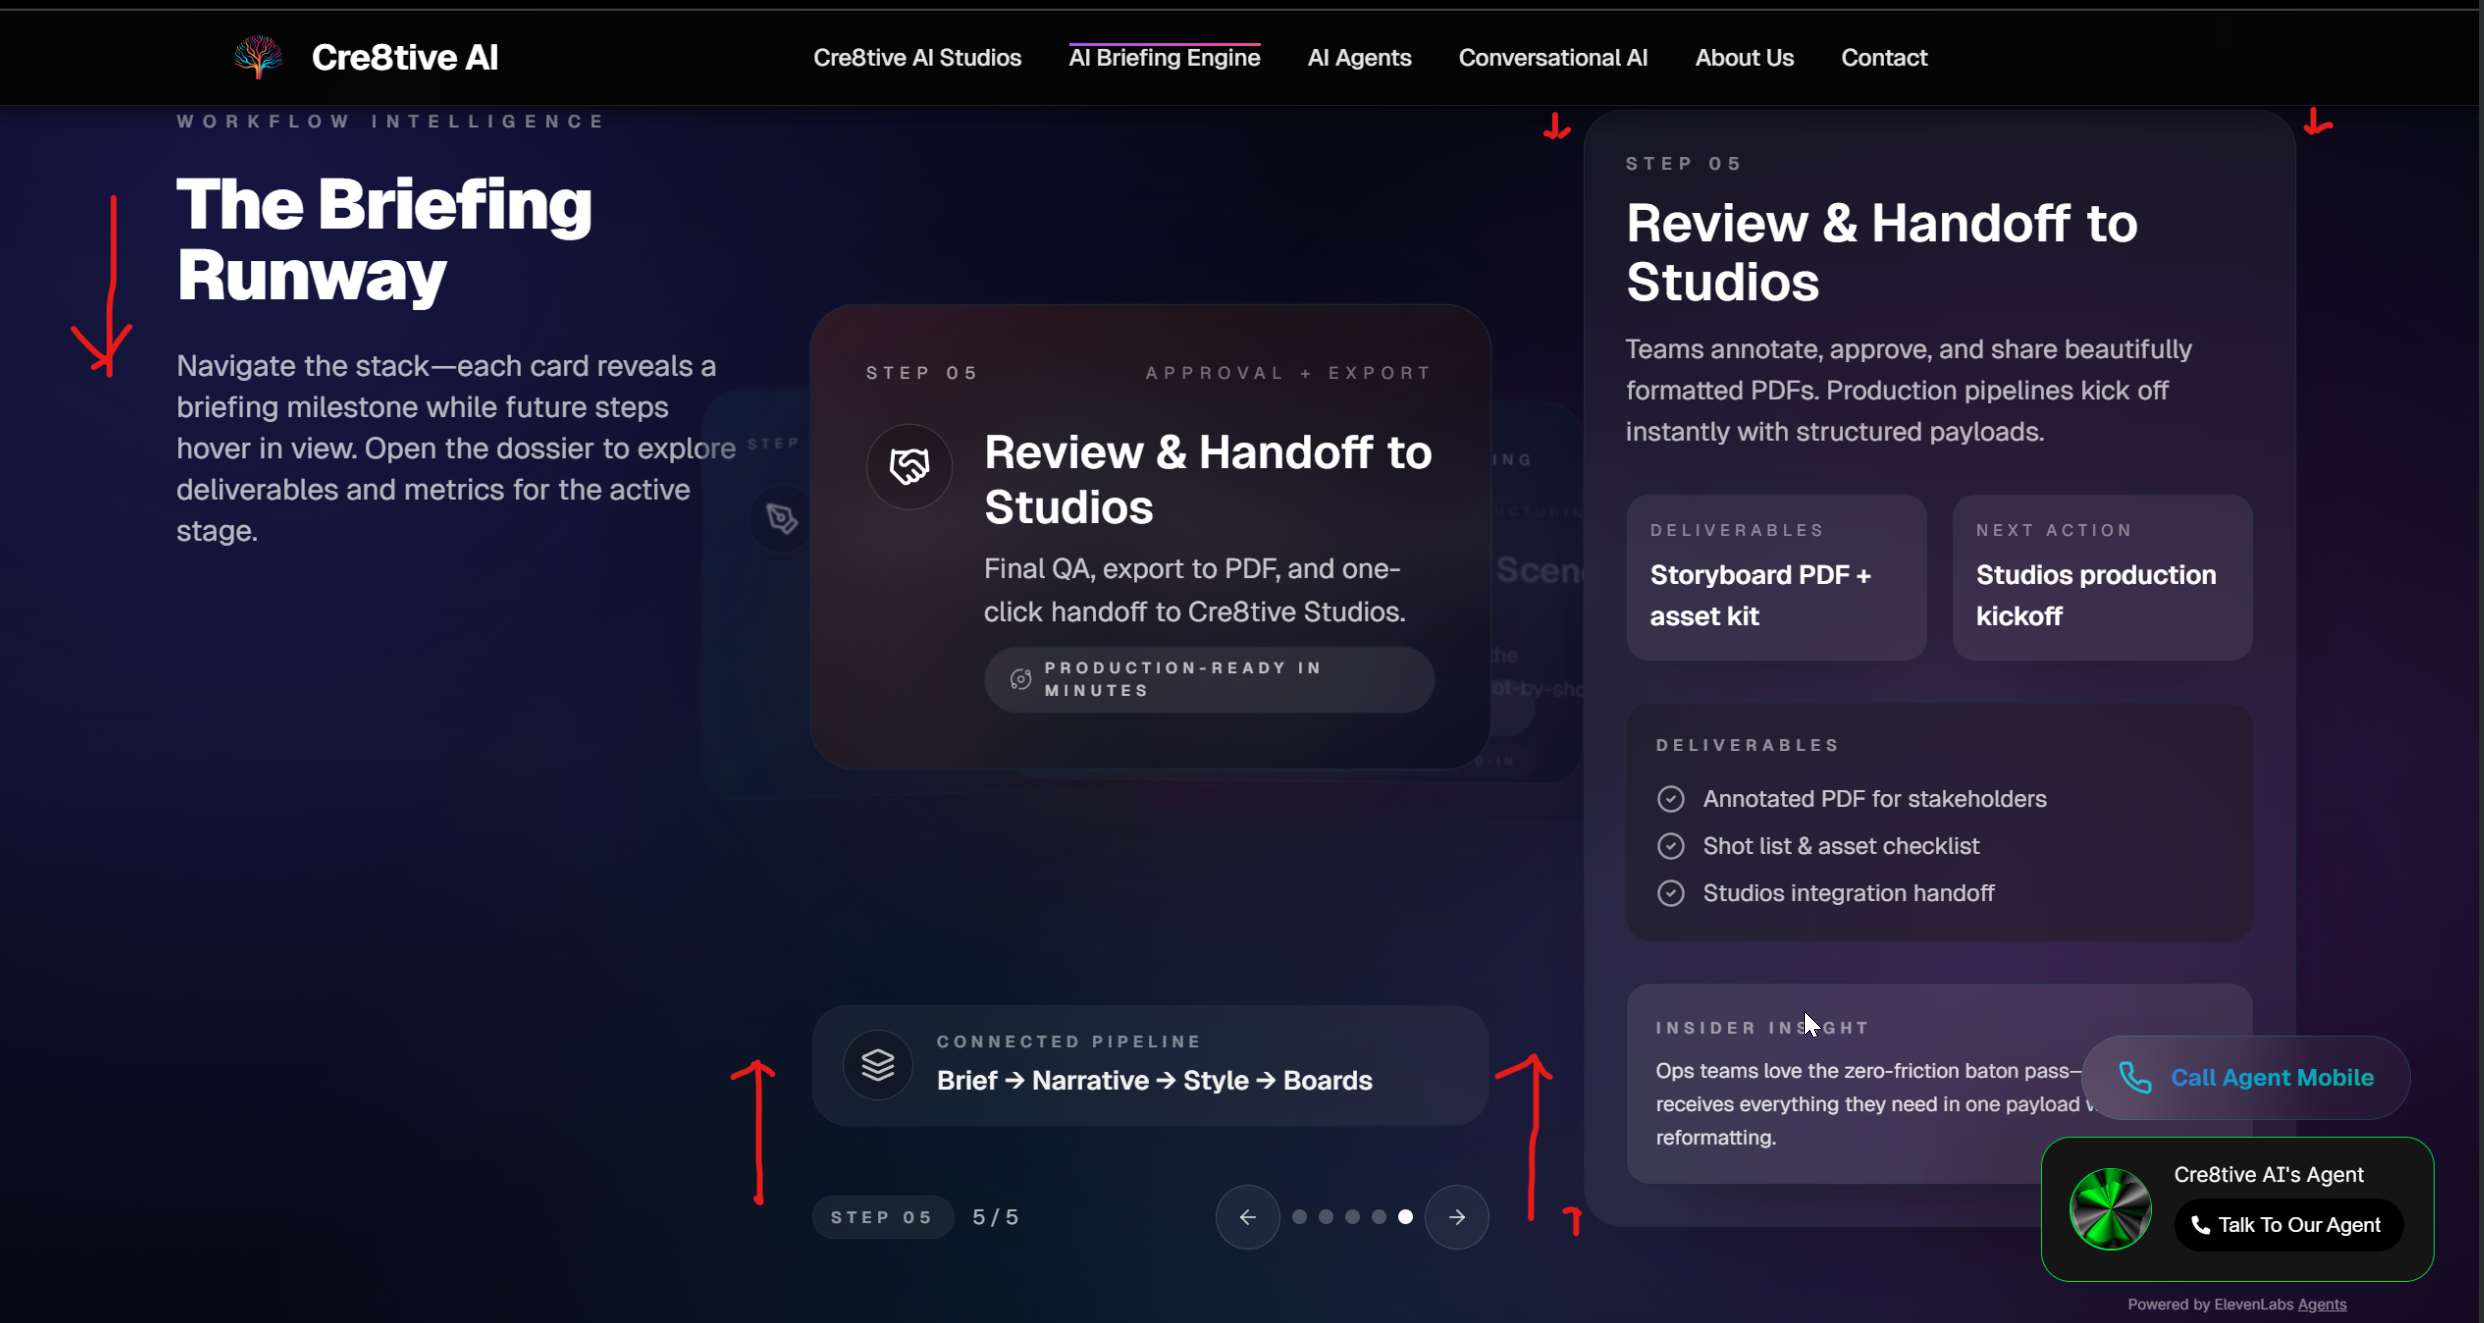 Cre8tive AI
Cre8tive AI Studios
AI Briefing Engine
AI Agents
Conversational AI
About Us
Contact
WORKFLOW INTELLIGENCE
The Briefing
Runway
Navigate the stack—each card reveals a
briefing milestone while future steps
hover in view. Open the dossier to explore
deliverables and metrics for the active
stage.
STEP
STEP 05
APPROVAL + EXPORT
Review & Handoff to
Studios
Final QA, export to PDF, and one-
click handoff to Cre8tive Studios.
PRODUCTION-READY IN
MINUTES
ING
Scen
the
ot-by-sho
D-IN
CONNECTED PIPELINE
Brief → Narrative → Style → Boards
STEP 05
5 / 5
STEP 05
Review & Handoff to
Studios
Teams annotate, approve, and share beautifully
formatted PDFs. Production pipelines kick off
instantly with structured payloads.
DELIVERABLES
Storyboard PDF +
asset kit
NEXT ACTION
Studios production
kickoff
DELIVERABLES
Annotated PDF for stakeholders
Shot list & asset checklist
Studios integration handoff
INSIDER INSIGHT
Ops teams love the zero-friction baton pass—
receives everything they need in one payload
reformatting.
Call Agent Mobile
Cre8tive AI's Agent
Talk To Our Agent
Powered by ElevenLabs Agents